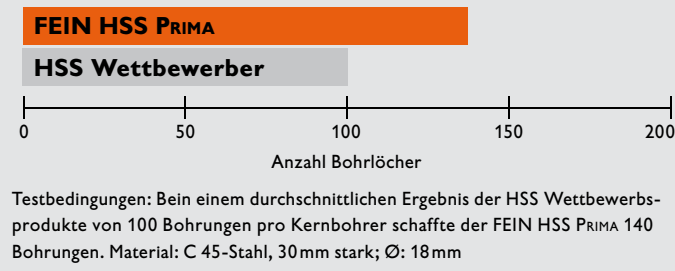 FEIN HSS PRIMA
HSS Wettbewerber
0 50 100 150 200
Anzahl Bohrlöcher
Testbedingungen: Bein einem durchschnittlichen Ergebnis der HSS Wettbewerbs-
produkte von 100 Bohrungen pro Kernbohrer schaffte der FEIN HSS PRIMA 140
Bohrungen. Material: C 45-Stahl, 30 mm stark; Ø: 18 mm